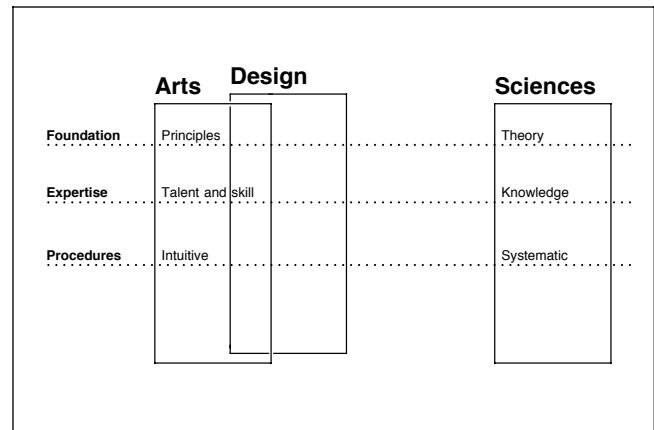 Arts Design Sciences
Foundation Principles Theory
Expertise Talent and skill Knowledge
Procedures Intuitive Systematic